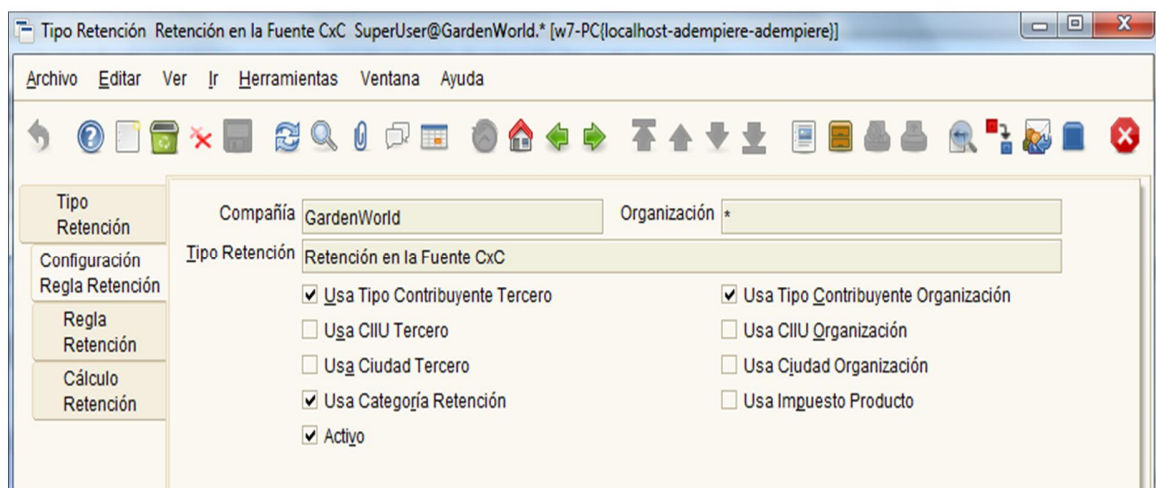 Tipo Retención Retención en la Fuente CxC SuperUser@GardenWorld.* [w7-PC{localhost-adempiere-adempiere}]
Archivo Editar Ver Ir Herramientas Ventana Ayuda
Tipo
Retención
Configuración
Regla Retención
Regla
Retención
Cálculo
Retención
Compañía GardenWorld Organización *
Tipo Retención Retención en la Fuente CxC
Usa Tipo Contribuyente Tercero Usa Tipo Contribuyente Organización
Usa CIIU Tercero Usa CIIU Organización
Usa Ciudad Tercero Usa Ciudad Organización
Usa Categoría Retención Usa Impuesto Producto
Activo